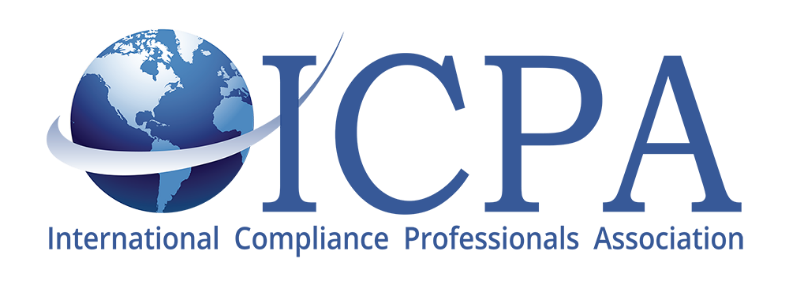 ICPA
International Compliance Professionals Association